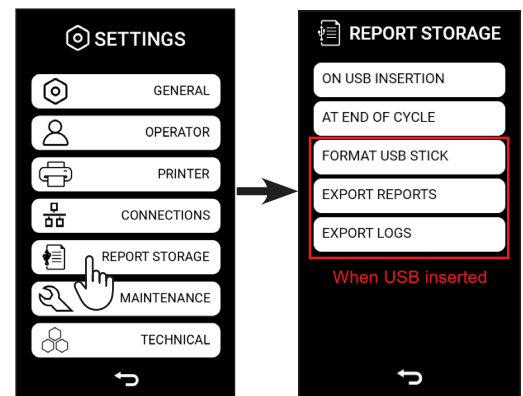 SETTINGS
GENERAL
OPERATOR
PRINTER
CONNECTIONS
REPORT STORAGE
MAINTENANCE
TECHNICAL
REPORT STORAGE
ON USB INSERTION
AT END OF CYCLE
FORMAT USB STICK
EXPORT REPORTS
EXPORT LOGS
When USB inserted